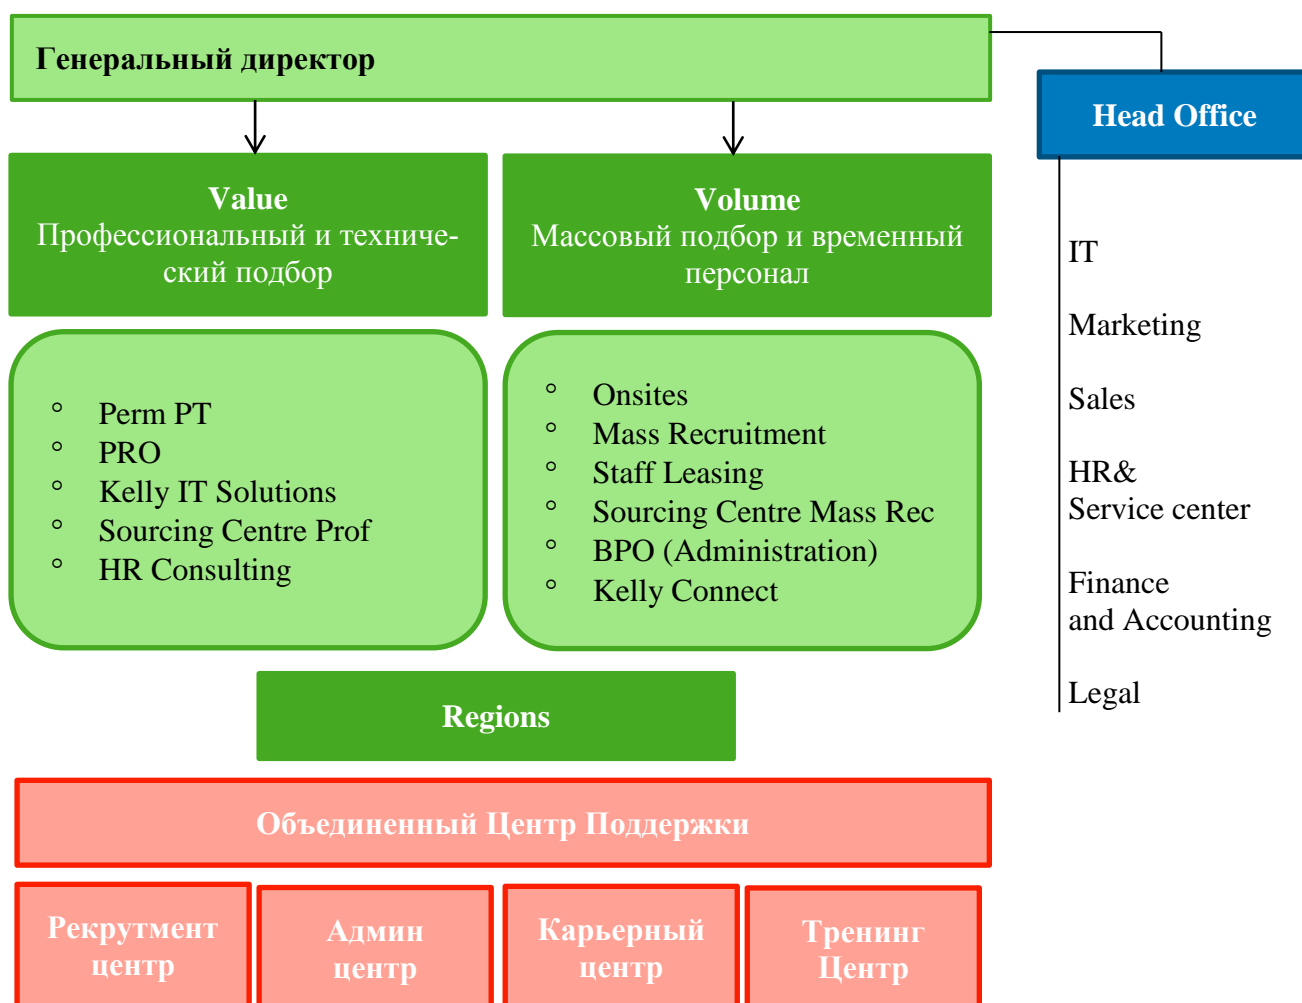 Генеральный директор
Head Office
Value
Профессиональный и техниче-
ский подбор
Volume
Массовый подбор и временный
персонал
° Perm PT
° PRO
° Kelly IT Solutions
° Sourcing Centre Prof
° HR Consulting
° Onsites
° Mass Recruitment
° Staff Leasing
° Sourcing Centre Mass Rec
° BPO (Administration)
° Kelly Connect
IT
Marketing
Sales
HR&
Service center
Finance
and Accounting
Legal
Regions
Объединенный Центр Поддержки
Рекрутмент
центр
Админ
центр
Карьерный
центр
Тренинг
Центр